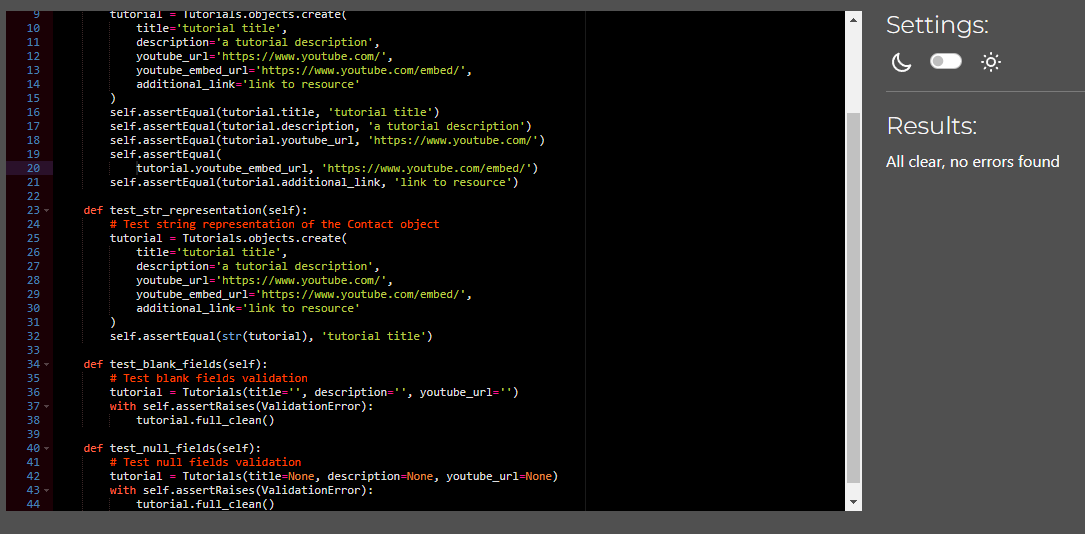 9 tutorial = Tutorials.objects.create(
10 title='tutorial title',
11 description='a tutorial description',
12 youtube_url='https://www.youtube.com/',
13 youtube_embed_url='https://www.youtube.com/embed/',
14 additional_link='link to resource'
15 )
16 self.assertEqual(tutorial.title, 'tutorial title')
17 self.assertEqual(tutorial.description, 'a tutorial description')
18 self.assertEqual(tutorial.youtube_url, 'https://www.youtube.com/')
19 self.assertEqual(
20 tutorial.youtube_embed_url, 'https://www.youtube.com/embed/')
21 self.assertEqual(tutorial.additional_link, 'link to resource')
22
23 def test_str_representation(self):
24 # Test string representation of the Contact object
25 tutorial = Tutorials.objects.create(
26 title='tutorial title',
27 description='a tutorial description',
28 youtube_url='https://www.youtube.com/',
29 youtube_embed_url='https://www.youtube.com/embed/',
30 additional_link='link to resource'
31 )
32 self.assertEqual(str(tutorial), 'tutorial title')
33
34 def test_blank_fields(self):
35 # Test blank fields validation
36 tutorial = Tutorials(title='', description='', youtube_url='')
37 with self.assertRaises(ValidationError):
38 tutorial.full_clean()
39
40 def test_null_fields(self):
41 # Test null fields validation
42 tutorial = Tutorials(title=None, description=None, youtube_url=None)
43 with self.assertRaises(ValidationError):
44 tutorial.full_clean()
Settings:
Results:
All clear, no errors found